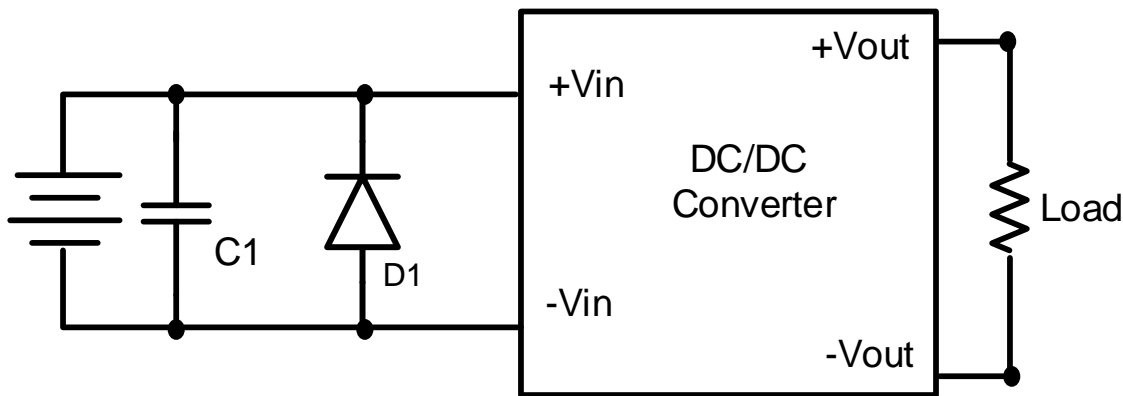 +Vout
+Vin
DC/DC
Converter
Load
C1
D1
-Vin
-Vout